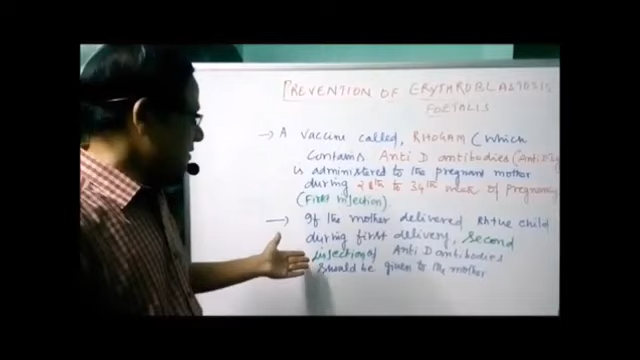 PREVENTION OF ERYTHROBLASTOSIS
FOETALIS
→ A vaccine called, RHOGAM (Which
contains Anti D antibodies (Anti
is administered to the pregnant mother
during 28th to 34th week of pregnancy
(First injection)
→ If the mother delivered Rh+ve child
during first delivery, Second
injection of Anti D antibodies
should be given to the mother